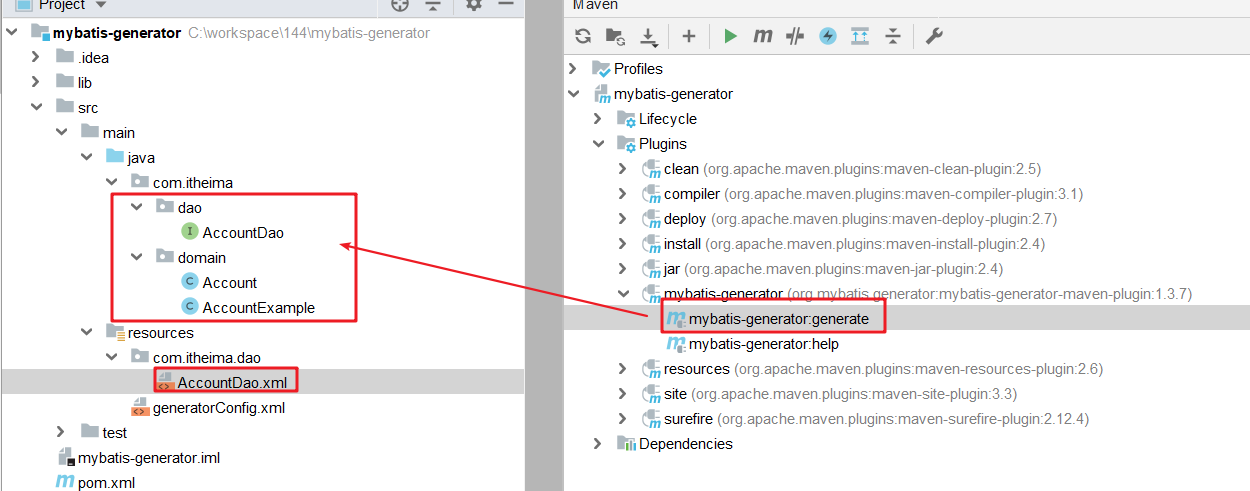 Project
mybatis-generator C:\workspace\144\mybatis-generator
.idea
lib
src
main
java
com.itheima
dao
AccountDao
domain
Account
AccountExample
resources
com.itheima.dao
AccountDao.xml
generatorConfig.xml
test
mybatis-generator.iml
pom.xml
Maven
Profiles
mybatis-generator
Lifecycle
Plugins
clean (org.apache.maven.plugins:maven-clean-plugin:2.5)
compiler (org.apache.maven.plugins:maven-compiler-plugin:3.1)
deploy (org.apache.maven.plugins:maven-deploy-plugin:2.7)
install (org.apache.maven.plugins:maven-install-plugin:2.4)
jar (org.apache.maven.plugins:maven-jar-plugin:2.4)
mybatis-generator (org.mybatis.generator:mybatis-generator-maven-plugin:1.3.7)
mybatis-generator:generate
mybatis-generator:help
resources (org.apache.maven.plugins:maven-resources-plugin:2.6)
site (org.apache.maven.plugins:maven-site-plugin:3.3)
surefire (org.apache.maven.plugins:maven-surefire-plugin:2.12.4)
Dependencies